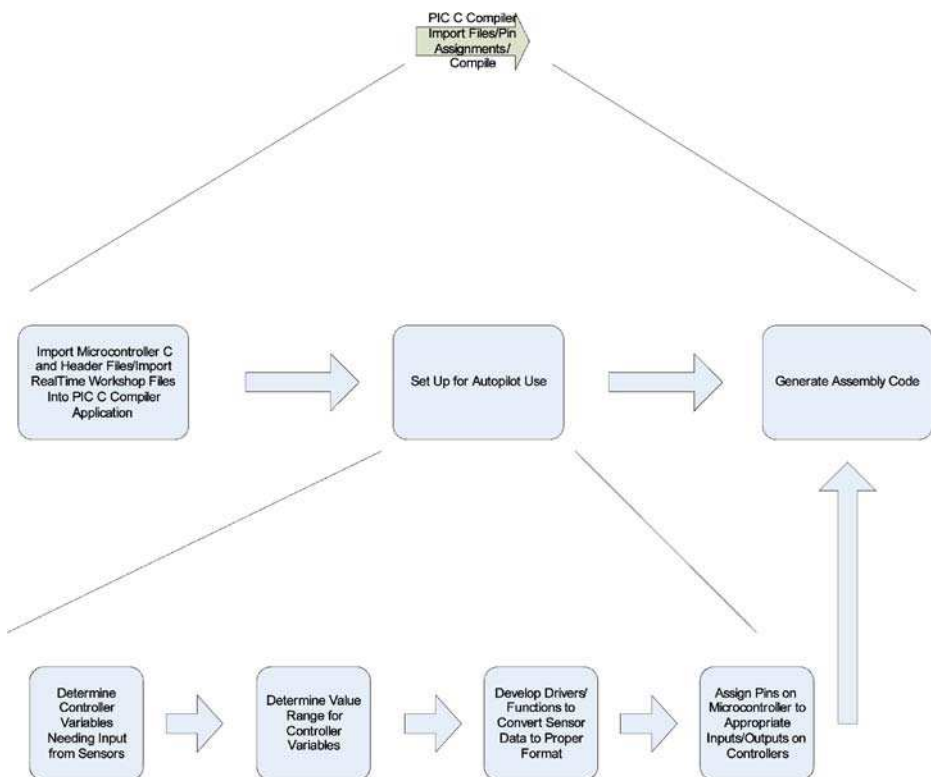 PIC C Compiler
Import Files/Pin
Assignments/
Compile
Import Microcontroller C
and Header Files/Import
RealTime Workshop Files
Into PIC C Compiler
Application
Set Up for Autopilot Use
Generate Assembly Code
Determine
Controller
Variables
Needing Input
from Sensors
Determine Value
Range for
Controller
Variables
Develop Drivers/
Functions to
Convert Sensor
Data to Proper
Format
Assign Pins on
Microcontroller to
Appropriate
Inputs/Outputs on
Controllers